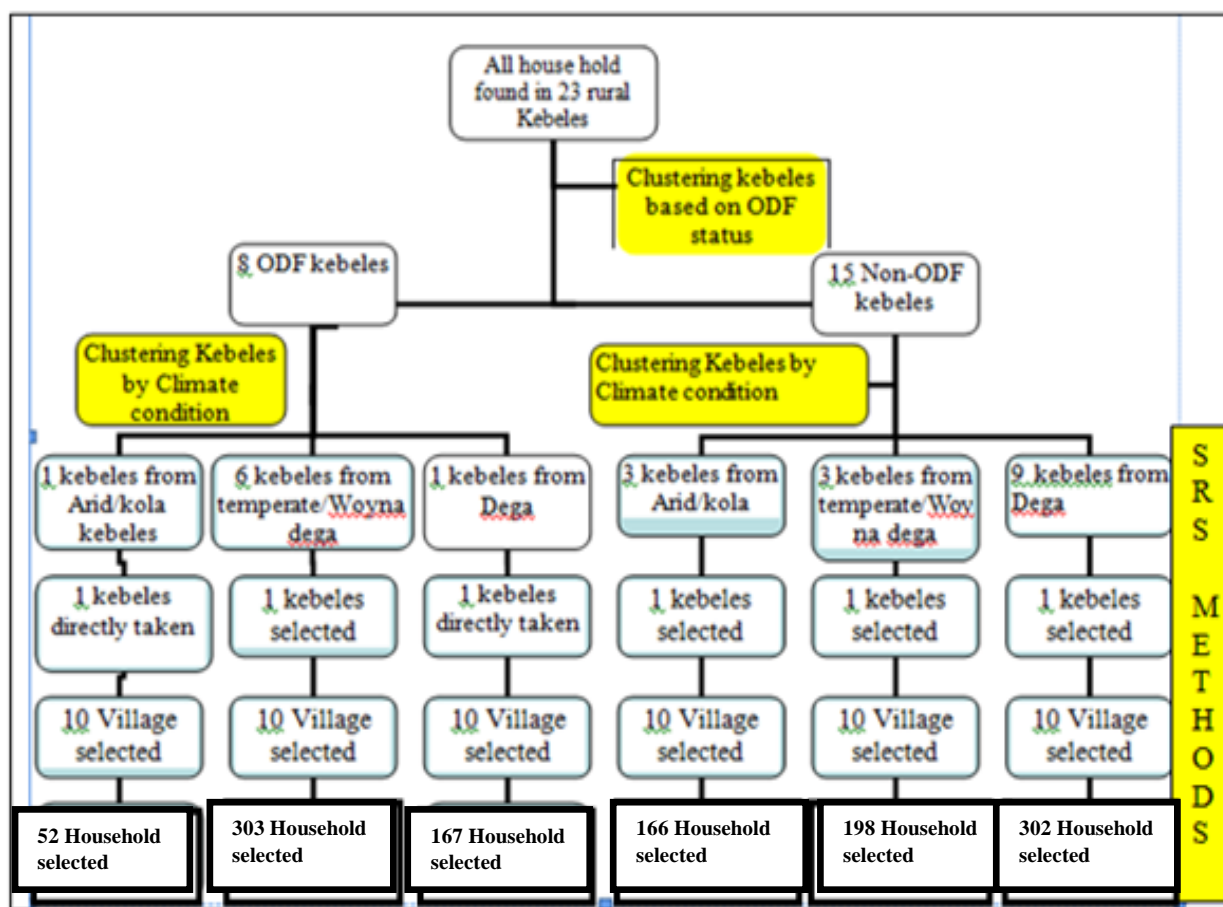 All house hold
found in 23 rural
Kebeles
Clustering kebeles
based on ODF
status
8 ODF kebeles
15 Non-ODF
kebeles
Clustering Kebeles
by Climate
condition
Clustering Kebeles by
Climate condition
1 kebeles from
Arid/kola
kebeles
6 kebeles from
temperate/Woyna
dega
1 kebeles from
Dega
3 kebeles from
Arid/kola
3 kebeles from
temperate/Woy
na dega
9 kebeles from
Dega
1 kebeles
directly taken
1 kebeles
selected
1 kebeles
directly taken
1 kebeles
selected
1 kebeles
selected
1 kebeles
selected
10 Village
selected
10 Village
selected
10 Village
selected
10 Village
selected
10 Village
selected
10 Village
selected
52 Household
selected
303 Household
selected
167 Household
selected
166 Household
selected
198 Household
selected
302 Household
selected
SRS METHODS